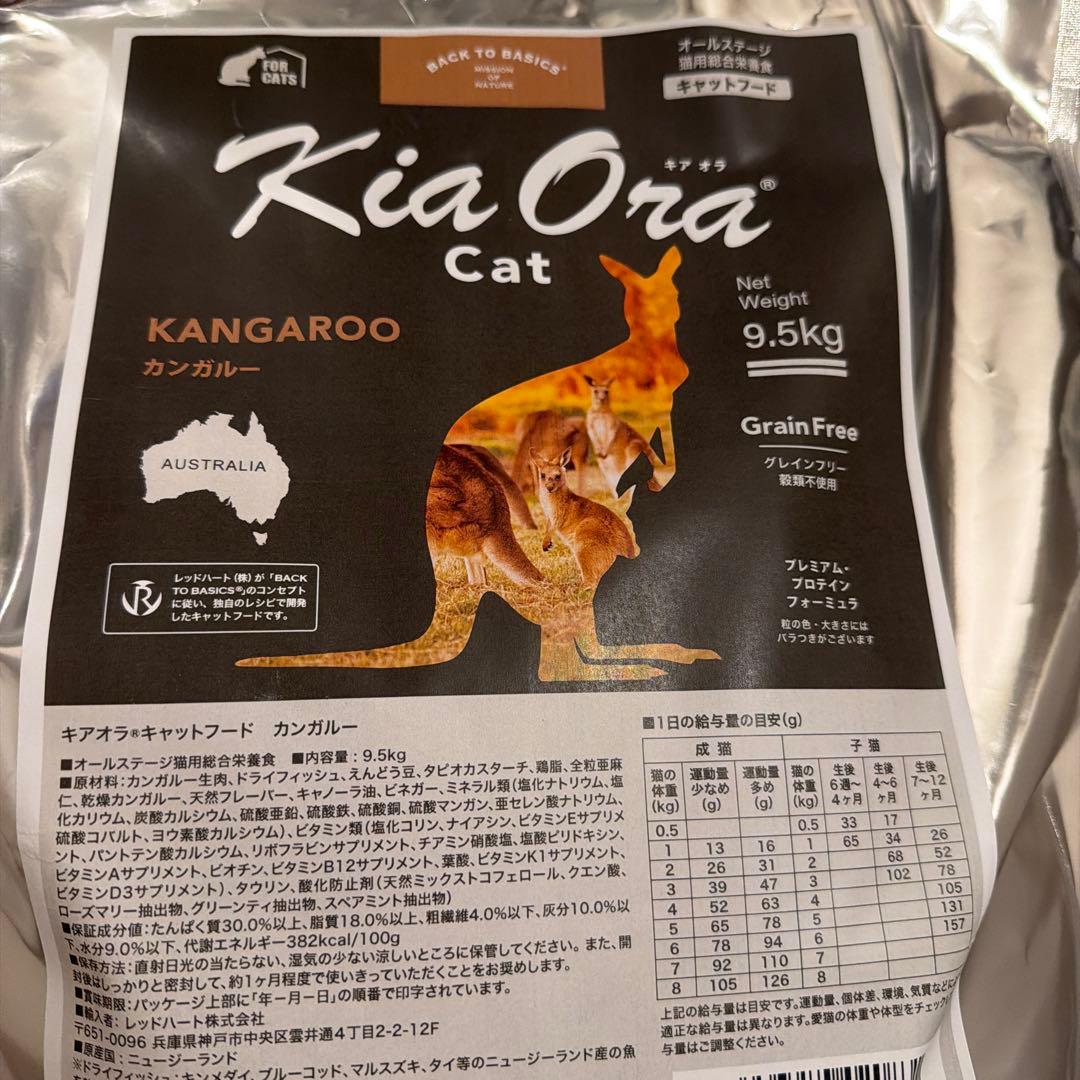 FOR
CATS
BACK TO BASICS®
MISSION
OF
NATURE
オールステージ
猫用総合栄養食
キャットフード
Kia Ora®
キア オラ
Cat
KANGAROO
カンガルー
Net
Weight
9.5kg
AUSTRALIA
Grain Free
グレインフリー
穀類不使用
レッドハート(株)が「BACK
TO BASICS®」のコンセプト
に従い、独自のレシピで開発
したキャットフードです。
プレミアム・
プロテイン
フォーミュラ
粒の色・大きさには
バラつきがございます
キアオラ®キャットフード カンガルー
■オールステージ猫用総合栄養食 ■内容量：9.5kg
■原材料：カンガルー生肉、ドライフィッシュ、えんどう豆、タピオカスターチ、鶏脂、全粒亜麻
仁、乾燥カンガルー、天然フレーバー、キャノーラ油、ビネガー、ミネラル類（塩化ナトリウム、塩
化カリウム、炭酸カルシウム、硫酸亜鉛、硫酸鉄、硫酸銅、硫酸マンガン、亜セレン酸ナトリウム、
硫酸コバルト、ヨウ素酸カルシウム）、ビタミン類（塩化コリン、ナイアシン、ビタミンEサプリメ
ント、パントテン酸カルシウム、リボフラビンサプリメント、チアミン硝酸塩、塩酸ピリドキシン、
ビタミンAサプリメント、ビオチン、ビタミンB12サプリメント、葉酸、ビタミンK1サプリメント、
ビタミンD3サプリメント）、タウリン、酸化防止剤（天然ミックストコフェロール、クエン酸、
ローズマリー抽出物、グリーンティ抽出物、スペアミント抽出物）
■保証成分値：たんぱく質30.0%以上、脂質18.0%以上、粗繊維4.0%以下、灰分10.0%以
下、水分9.0%以下、代謝エネルギー382kcal/100g
■保存方法：直射日光の当たらない、湿気の少ない涼しいところに保管してください。また、開
封後はしっかりと密封して、約1ヶ月程度で使いきっていただくことをお奨めします。
■賞味期限：パッケージ上部に「年ー月ー日」の順番で印字されています。
■輸入者：レッドハート株式会社
〒651-0096 兵庫県神戸市中央区雲井通4丁目2-2-12F
■原産国：ニュージーランド
※ドライフィッシュ：キンメダイ、ブルーコッド、マルスズキ、タイ等のニュージーランド産の魚
■1日の給与量の目安(g)
成猫 子猫
猫の体重(kg) 運動量少なめ(g) 運動量多め(g) 猫の体重(kg) 生後6週〜4ヶ月 生後4〜6ヶ月 生後7〜12ヶ月
0.5 0.5 33 17
1 13 16 1 65 34 26
2 26 31 2 68 52
3 39 47 3 102 78
4 52 63 4 105
5 65 78 5 131
6 78 94 6 157
7 92 110 7
8 105 126 8
上記の給与量は目安です。運動量、個体差、環境、気質などによ
適正な給与量は異なります。愛猫の体重や体型をチェック
与量はご調整ください。